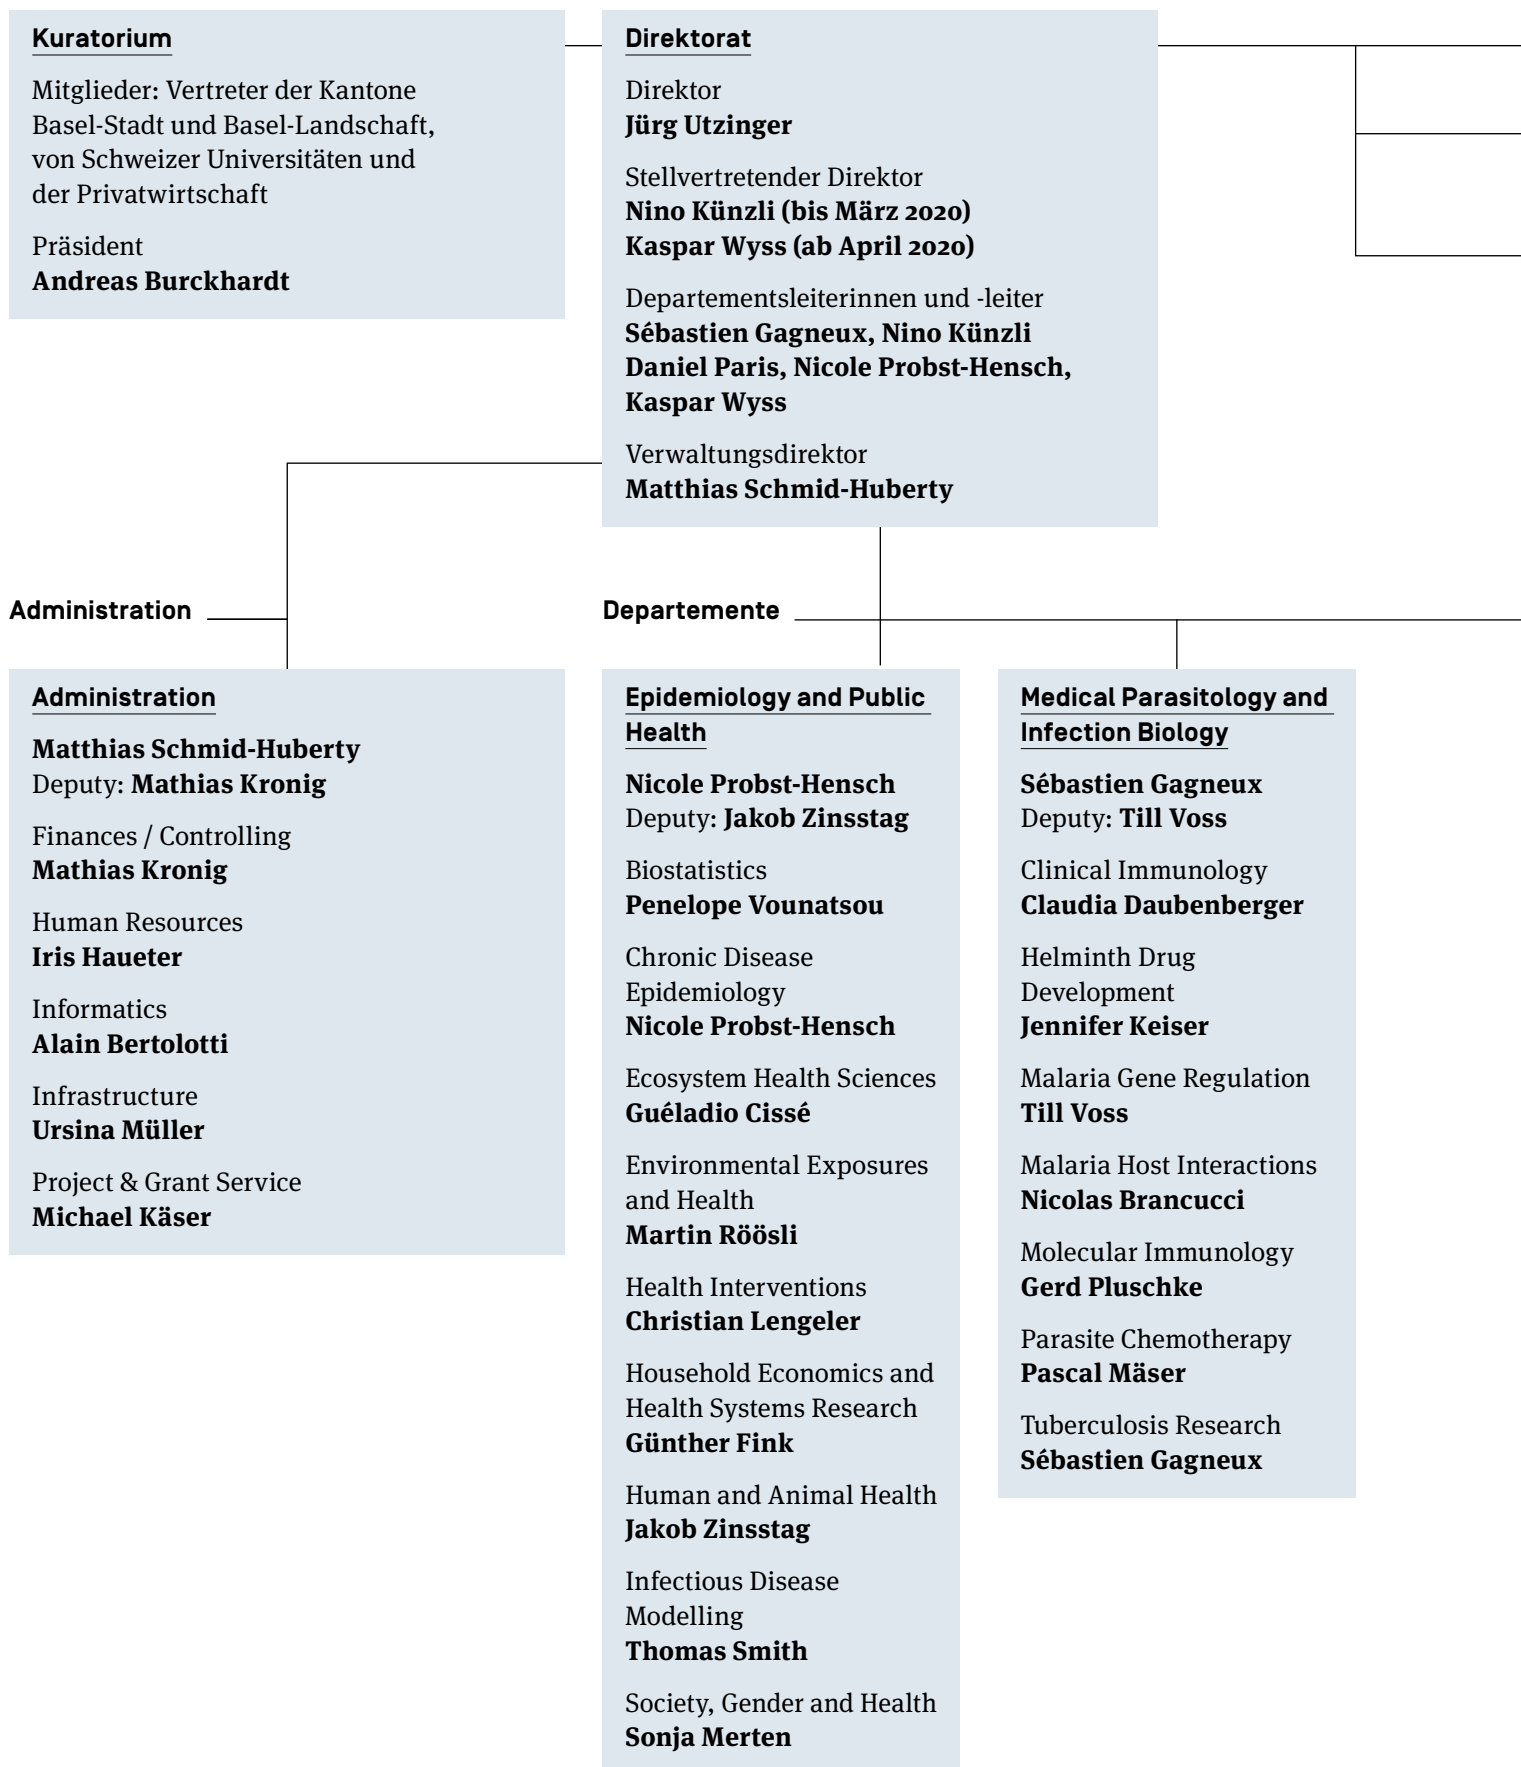 Kuratorium
Mitglieder: Vertreter der Kantone
Basel-Stadt und Basel-Landschaft,
von Schweizer Universitäten und
der Privatwirtschaft
Präsident
Andreas Burckhardt
Direktorat
Direktor
Jürg Utzinger
Stellvertretender Direktor
Nino Künzli (bis März 2020)
Kaspar Wyss (ab April 2020)
Departementsleiterinnen und -leiter
Sébastien Gagneux, Nino Künzli
Daniel Paris, Nicole Probst-Hensch,
Kaspar Wyss
Verwaltungsdirektor
Matthias Schmid-Huberty
Administration
Departemente
Administration
Matthias Schmid-Huberty
Deputy: Mathias Kronig
Finances / Controlling
Mathias Kronig
Human Resources
Iris Haueter
Informatics
Alain Bertolotti
Infrastructure
Ursina Müller
Project & Grant Service
Michael Käser
Epidemiology and Public
Health
Nicole Probst-Hensch
Deputy: Jakob Zinsstag
Biostatistics
Penelope Vounatsou
Chronic Disease
Epidemiology
Nicole Probst-Hensch
Ecosystem Health Sciences
Guéladio Cissé
Environmental Exposures
and Health
Martin Röösli
Health Interventions
Christian Lengeler
Household Economics and
Health Systems Research
Günther Fink
Human and Animal Health
Jakob Zinsstag
Infectious Disease
Modelling
Thomas Smith
Society, Gender and Health
Sonja Merten
Medical Parasitology and
Infection Biology
Sébastien Gagneux
Deputy: Till Voss
Clinical Immunology
Claudia Daubenberger
Helminth Drug
Development
Jennifer Keiser
Malaria Gene Regulation
Till Voss
Malaria Host Interactions
Nicolas Brancucci
Molecular Immunology
Gerd Pluschke
Parasite Chemotherapy
Pascal Mäser
Tuberculosis Research
Sébastien Gagneux